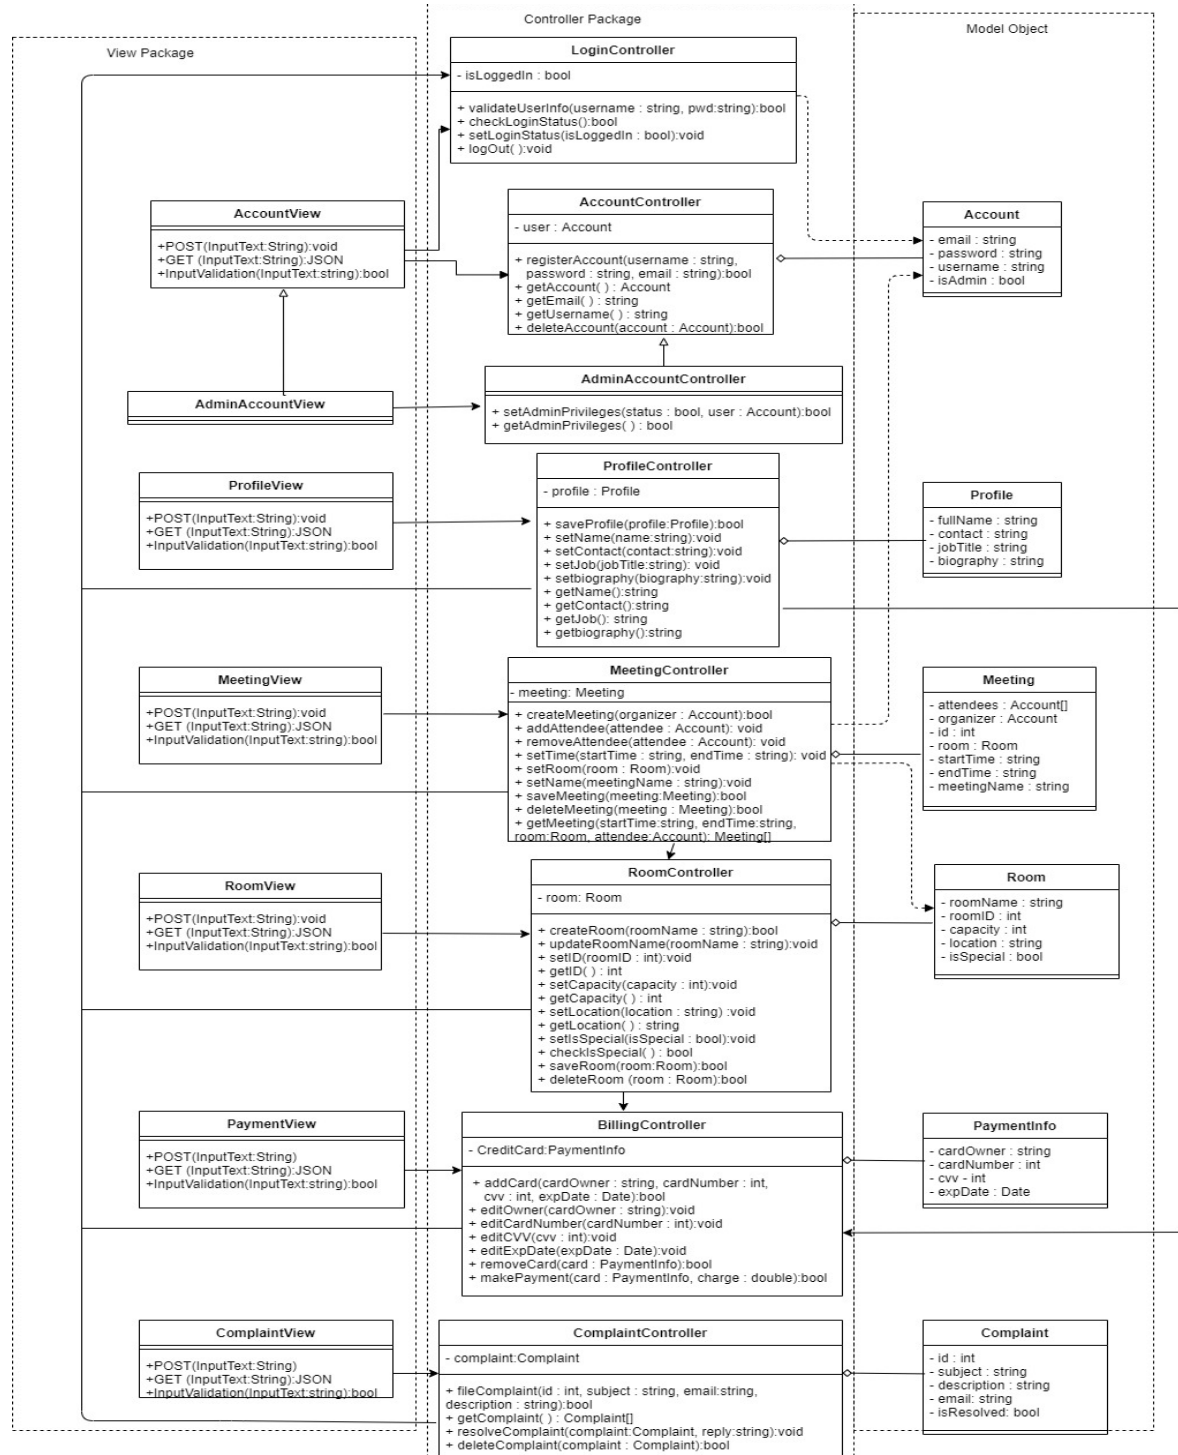 Controller Package
View Package
Model Object
LoginController
- isLoggedIn : bool
+ validateUserInfo(username : string, pwd:string):bool
+ checkLoginStatus():bool
+ setLoginStatus(isLoggedIn : bool):void
+ logOut( ):void
AccountView
+POST(InputText:String):void
+GET (InputText:String):JSON
+InputValidation(InputText:string):bool
AccountController
- user : Account
+ registerAccount(username : string,
password : string, email : string):bool
+ getAccount( ) : Account
+ getEmail( ) : string
+ getUsername( ) : string
+ deleteAccount(account : Account):bool
Account
- email : string
- password : string
- username : string
- isAdmin : bool
AdminAccountView
AdminAccountController
+ setAdminPrivileges(status : bool, user : Account):bool
+ getAdminPrivileges( ) : bool
ProfileView
+POST(InputText:String):void
+GET (InputText:String):JSON
+InputValidation(InputText:string):bool
ProfileController
- profile : Profile
+ saveProfile(profile:Profile):bool
+ setName(name:string):void
+ setContact(contact:string):void
+ setJob(jobTitle:string): void
+ setbiography(biography:string):void
+ getName():string
+ getContact():string
+ getJob(): string
+ getbiography():string
Profile
- fullName : string
- contact : string
- jobTitle : string
- biography : string
MeetingView
+POST(InputText:String):void
+GET (InputText:String):JSON
+InputValidation(InputText:string):bool
MeetingController
- meeting: Meeting
+ createMeeting(organizer : Account):bool
+ addAttendee(attendee : Account): void
+ removeAttendee(attendee : Account): void
+ setTime(startTime : string, endTime : string): void
+ setRoom(room : Room):void
+ setName(meetingName : string):void
+ saveMeeting(meeting:Meeting):bool
+ deleteMeeting(meeting : Meeting):bool
+ getMeeting(startTime:string, endTime:string,
room:Room, attendee:Account): Meeting[]
Meeting
- attendees : Account[]
- organizer : Account
- id : int
- room : Room
- startTime : string
- endTime : string
- meetingName : string
RoomView
+POST(InputText:String):void
+GET (InputText:String):JSON
+InputValidation(InputText:string):bool
RoomController
- room: Room
+ createRoom(roomName : string):bool
+ updateRoomName(roomName : string):void
+ setID(roomID : int):void
+ getID( ) : int
+ setCapacity(capacity : int):void
+ getCapacity( ) : int
+ setLocation(location : string) :void
+ getLocation( ) : string
+ setIsSpecial(isSpecial : bool):void
+ checkIsSpecial( ) : bool
+ saveRoom(room:Room):bool
+ deleteRoom (room : Room):bool
Room
- roomName : string
- roomID : int
- capacity : int
- location : string
- isSpecial : bool
PaymentView
+POST(InputText:String)
+GET (InputText:String):JSON
+InputValidation(InputText:string):bool
BillingController
- CreditCard:PaymentInfo
+ addCard(cardOwner : string, cardNumber : int,
cvv : int, expDate : Date):bool
+ editOwner(cardOwner : string):void
+ editCardNumber(cardNumber : int):void
+ editCVV(cvv : int):void
+ editExpDate(expDate : Date):void
+ removeCard(card : PaymentInfo):bool
+ makePayment(card : PaymentInfo, charge : double):bool
PaymentInfo
- cardOwner : string
- cardNumber : int
- cvv - int
- expDate : Date
ComplaintView
+POST(InputText:String)
+GET (InputText:String):JSON
+InputValidation(InputText:string):bool
ComplaintController
- complaint:Complaint
+ fileComplaint(id : int, subject : string, email:string,
description : string):bool
+ getComplaint( ) : Complaint[]
+ resolveComplaint(complaint:Complaint, reply:string):void
+ deleteComplaint(complaint : Complaint):bool
Complaint
- id : int
- subject : string
- description : string
- email: string
- isResolved: bool